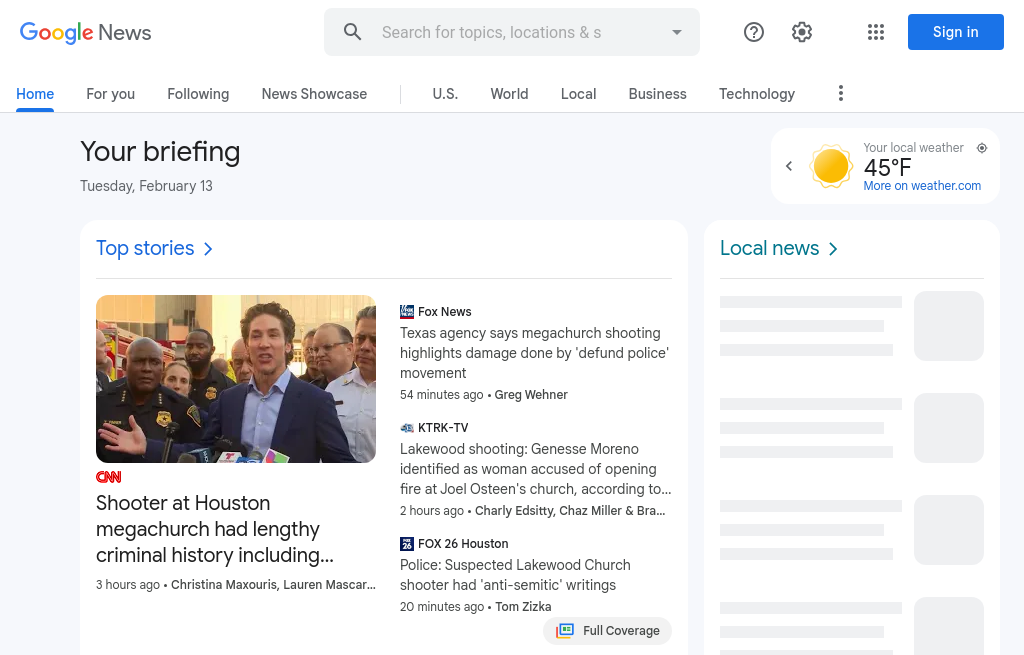 Google News
Search for topics, locations & s
Sign in
Home
For you
Following
News Showcase
U.S.
World
Local
Business
Technology
Your briefing
Tuesday, February 13
Your local weather
45°F
More on weather.com
Top stories
Local news
CNN
Shooter at Houston
megachurch had lengthy
criminal history including...
3 hours ago • Christina Maxouris, Lauren Mascar...
Fox News
Texas agency says megachurch shooting
highlights damage done by 'defund police'
movement
54 minutes ago • Greg Wehner
KTRK-TV
Lakewood shooting: Genesse Moreno
identified as woman accused of opening
fire at Joel Osteen's church, according to...
2 hours ago • Charly Edsitty, Chaz Miller & Bra...
FOX 26 Houston
Police: Suspected Lakewood Church
shooter had 'anti-semitic' writings
20 minutes ago • Tom Zizka
Full Coverage